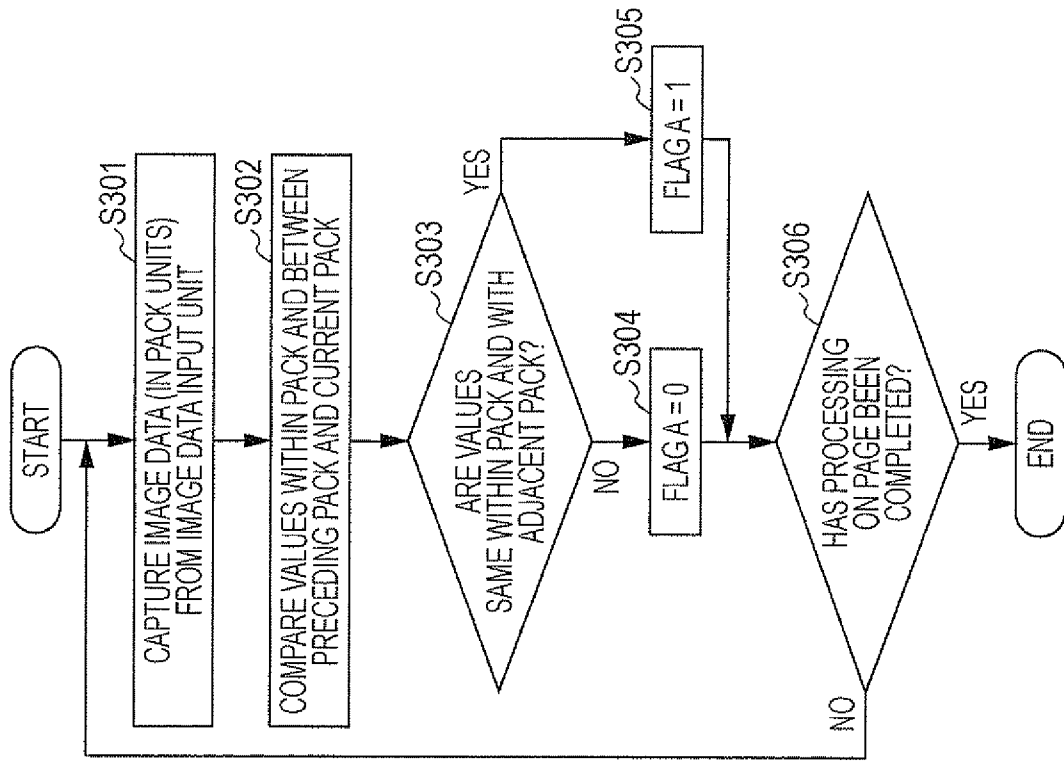 START
S301
CAPTURE IMAGE DATA (IN PACK UNITS)
FROM IMAGE DATA INPUT UNIT
S302
COMPARE VALUES WITHIN PACK AND BETWEEN
PRECEDING PACK AND CURRENT PACK
S303
ARE VALUES
SAME WITHIN PACK AND WITH
ADJACENT PACK?
YES
NO
S304
FLAG A = 0
S305
FLAG A = 1
S306
HAS PROCESSING
ON PAGE BEEN
COMPLETED?
NO
YES
END